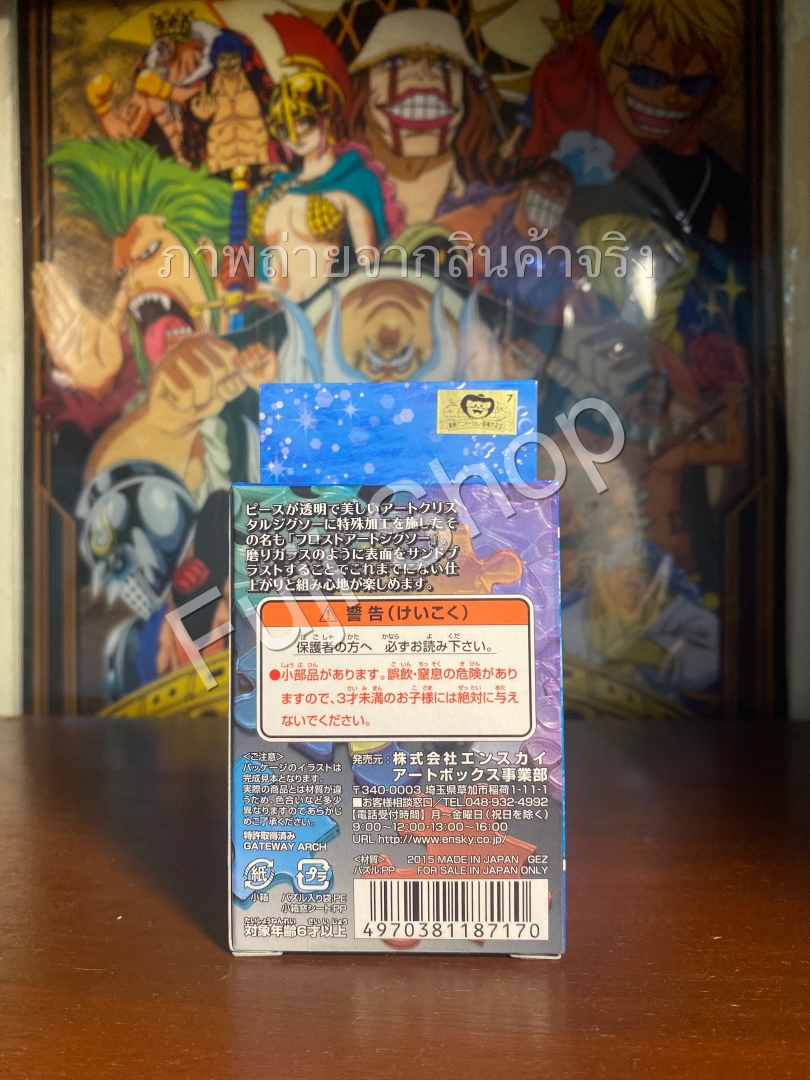 ภาพถ่ายจากสินค้าจริง
Fuji Shop
7
ピースが透明で美しいアートクリス
タルジグソーに特殊加工を施したそ
の名も「フロストアートジグソー」。
磨りガラスのように表面をサンドブ
ラストすることでこれまでにない仕
上がりと組み心地が楽しめます。
⚠ 警告(けいこく)
保護者の方へ 必ずお読み下さい。
●小部品があります。誤飲・窒息の危険があり
ますので、3才未満のお子様には絶対に与え
ないでください。
<ご注意>
パッケージのイラストは
完成見本となります。
実際の商品とは材質が違
うため、色合いなど多少
異なりますのであらかじ
めご了承ください。
特許取得済み
GATEWAY ARCH
発売元:株式会社エンスカイ
アートボックス事業部
〒340-0003 埼玉県草加市稲荷1-11-1
■お客様相談窓口/TEL048-932-4992
【電話受付時間】月〜金曜日(祝日を除く)
9:00〜12:00・13:00〜16:00
URL http://www.ensky.co.jp/
<材質> 2015 MADE IN JAPAN GEZ
パズル:PP FOR SALE IN JAPAN ONLY
紙 プラ
小箱 パズル入り袋:PE
小箱窓シート:PP
対象年齢6才以上
4970381187170